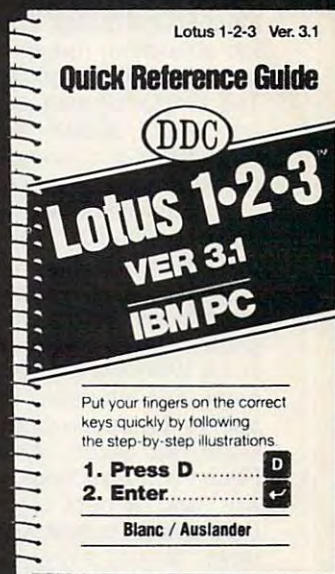 Lotus 1-2-3 Ver. 3.1
Quick Reference Guide
DDC
Lotus 1•2•3™
VER 3.1
IBM PC
Put your fingers on the correct
keys quickly by following
the step-by-step illustrations.
1. Press D............ D
2. Enter................ ↵
Blanc / Auslander